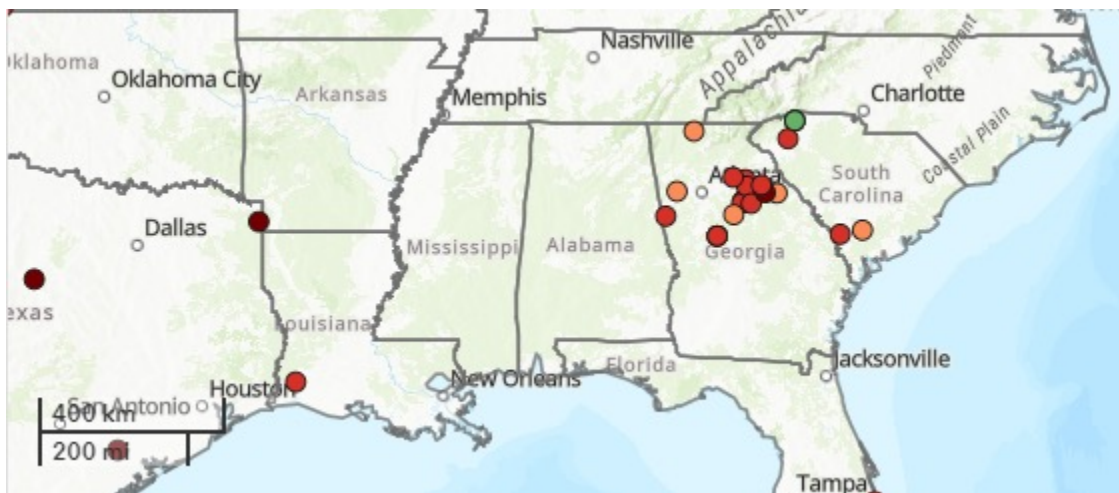 Appalachia
Piedmont
Nashville
Oklahoma
Oklahoma City
Arkansas
Memphis
Charlotte
Coastal Plain
South
Carolina
Dallas
Mississippi
Alabama
Georgia
Texas
Louisiana
Florida
Jacksonville
Houston
New Orleans
San Antonio
400 km
200 mi
Tampa